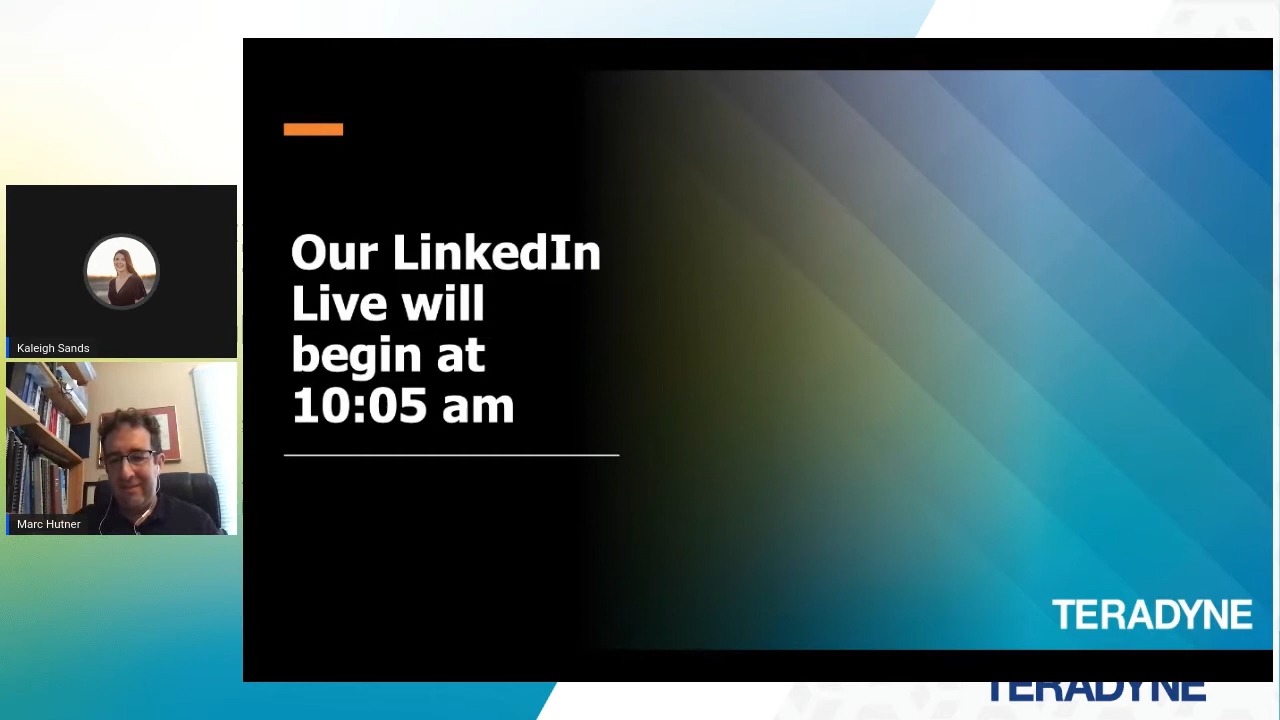 Our LinkedIn
Live will
begin at
10:05 am
Kaleigh Sands
Marc Hutner
TERADYNE
TERADYNE